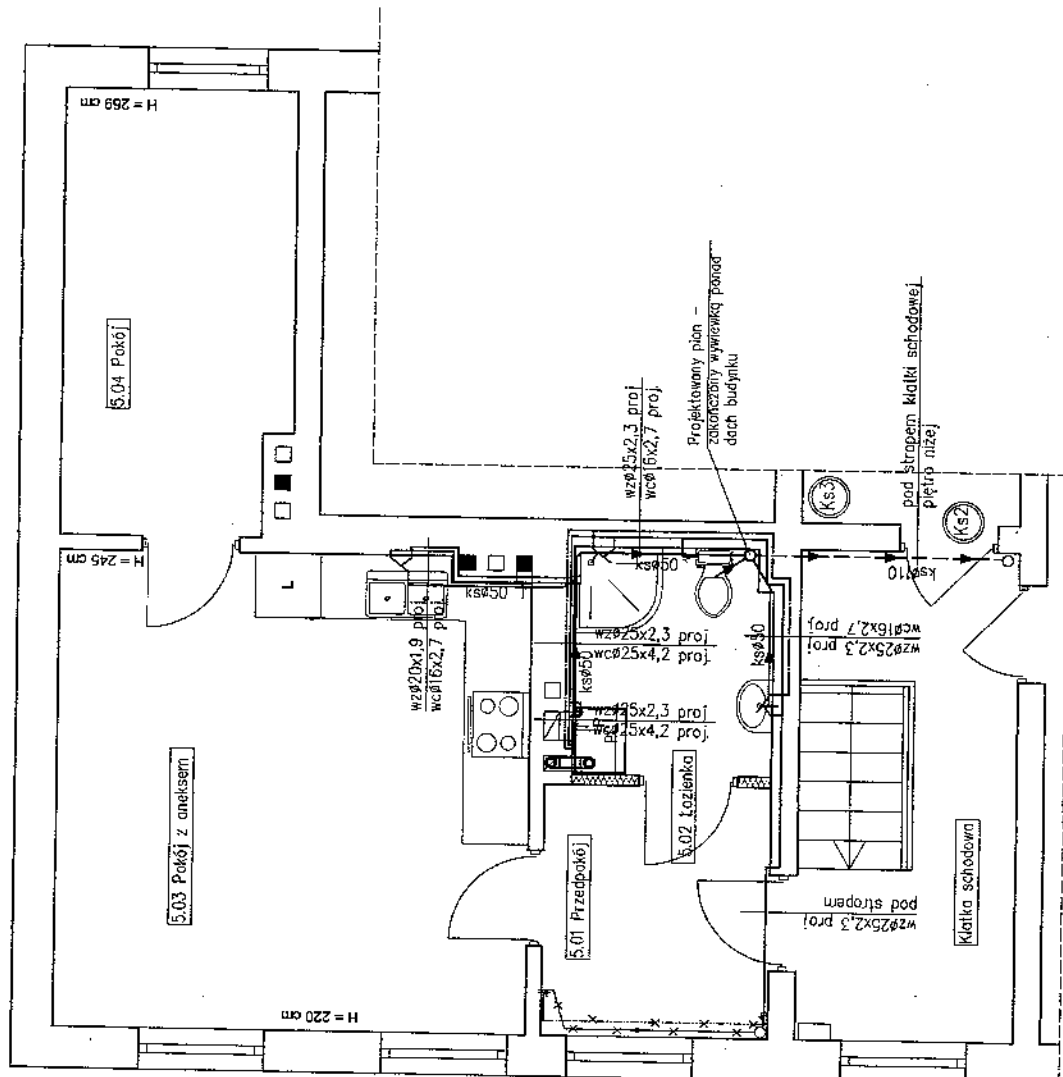 H = 259 cm
5.04 Pokój
H = 245 cm
L
ksø50
wzø20x1,9 proj
wcø16x2,7 proj
5.03 Pokój z aneksem
H = 220 cm
5.01 Przedpokój
5.02 Łazienka
wzø25x2,3 proj
wcø25x4,2 proj.
wzø25x2,3 proj
wcø25x4,2 proj.
ksø50
ksø50
ksø50
wzø25x2,3 proj
wcø16x2,7 proj.
Projektowany pion -
zakończony wywiewką ponad
dach budynku
pod stropem klatki schodowej
piętro niżej
Ks3
Ks2
ksø110
wzø25x2,3 proj
wcø16x2,7 proj
wzø25x2,3 proj
pod stropem
Klatka schodowa